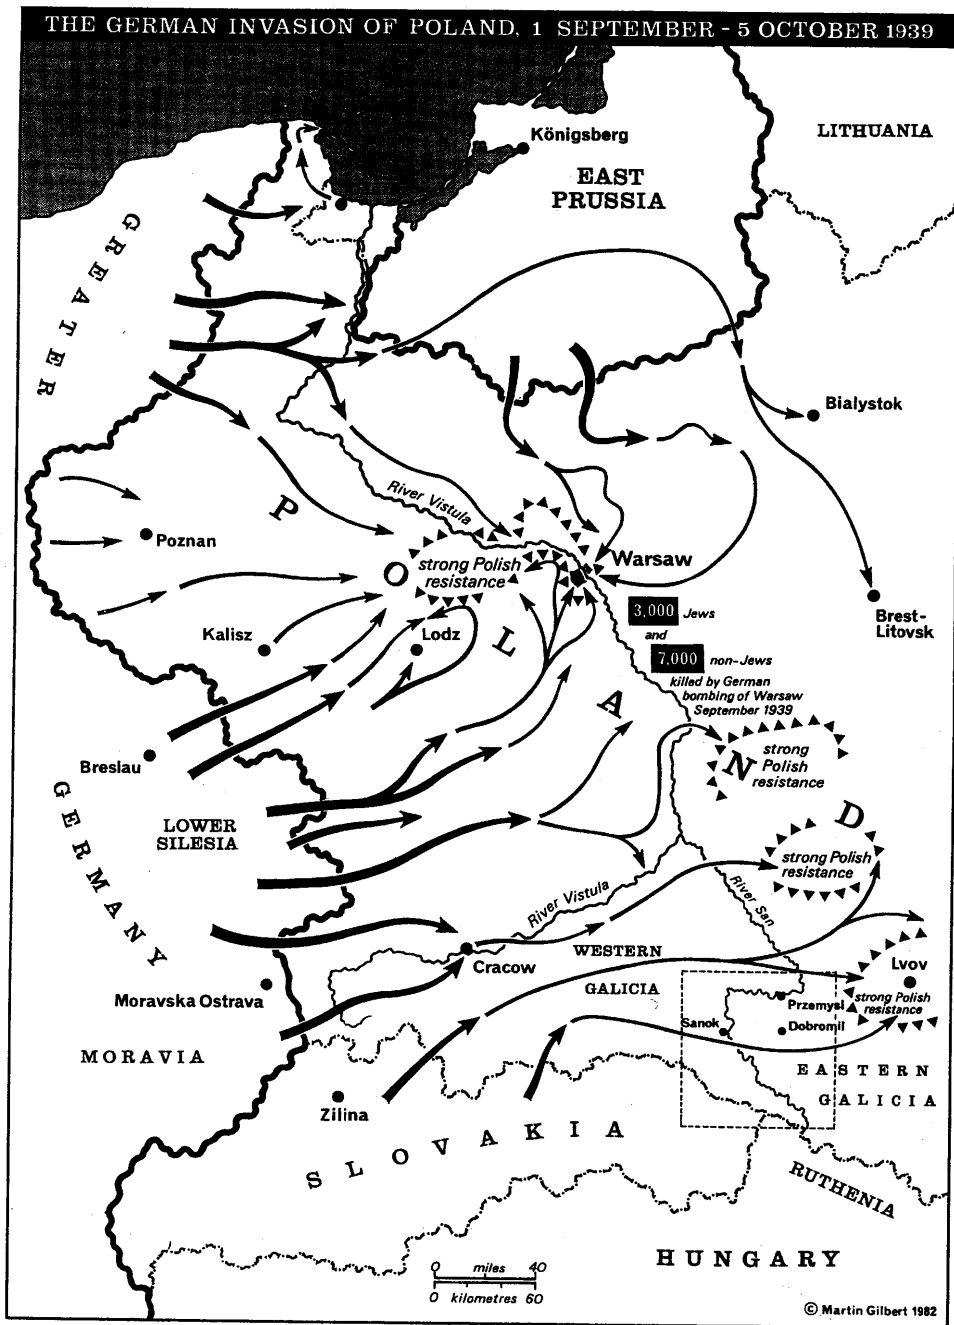 THE GERMAN INVASION OF POLAND, 1 SEPTEMBER - 5 OCTOBER 1939
Königsberg
LITHUANIA
EAST
PRUSSIA
GREATER
Bialystok
River Vistula
P
Poznan
O
strong Polish
resistance
Warsaw
Brest-
Litovsk
3,000 Jews
and
7,000 non-Jews
killed by German
bombing of Warsaw
September 1939
Kalisz
Lodz
L
A
N
strong
Polish
resistance
Breslau
GERMANY
LOWER
SILESIA
D
strong Polish
resistance
River Vistula
River San
WESTERN
GALICIA
Cracow
Lvov
strong Polish
resistance
Moravska Ostrava
Przemysl
Sanok
Dobromil
MORAVIA
EASTERN
GALICIA
Zilina
SLOVAKIA
RUTHENIA
HUNGARY
0 miles 40
0 kilometres 60
© Martin Gilbert 1982